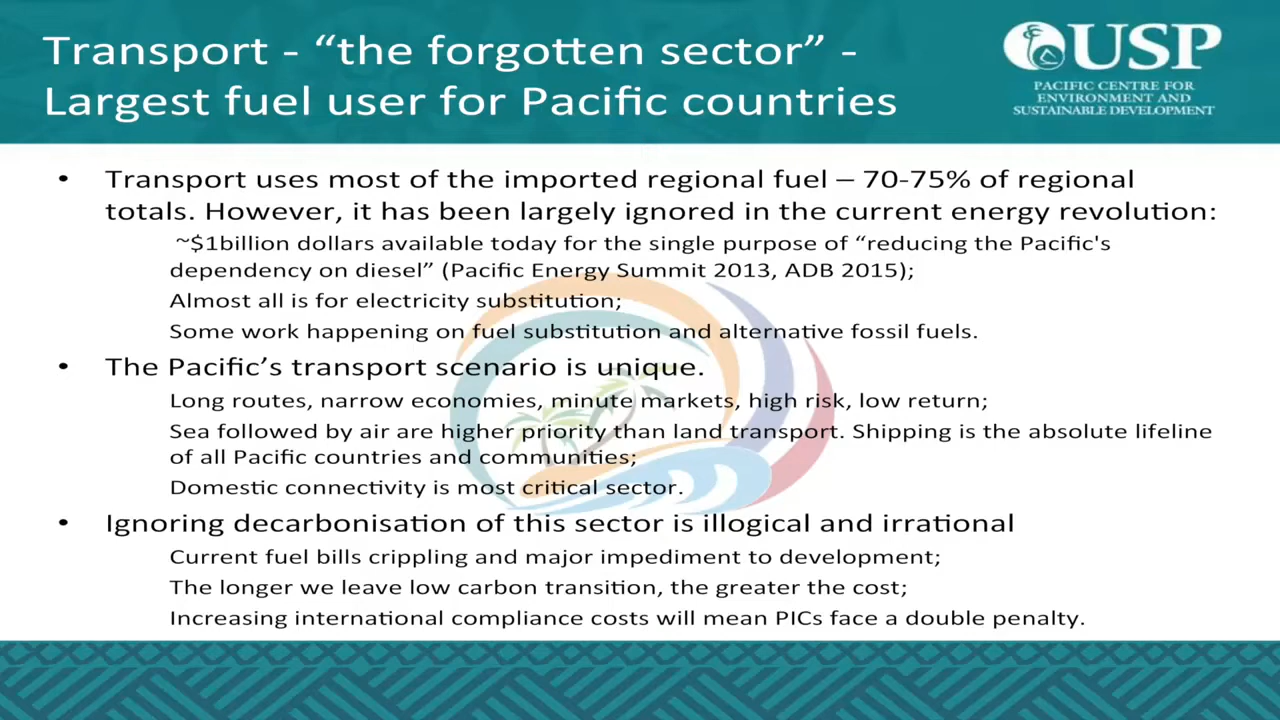 Transport - “the forgotten sector” -
Largest fuel user for Pacific countries
USP
PACIFIC CENTRE FOR
ENVIRONMENT AND
SUSTAINABLE DEVELOPMENT
• Transport uses most of the imported regional fuel – 70-75% of regional
totals. However, it has been largely ignored in the current energy revolution:
~$1billion dollars available today for the single purpose of “reducing the Pacific's
dependency on diesel” (Pacific Energy Summit 2013, ADB 2015);
Almost all is for electricity substitution;
Some work happening on fuel substitution and alternative fossil fuels.
• The Pacific’s transport scenario is unique.
Long routes, narrow economies, minute markets, high risk, low return;
Sea followed by air are higher priority than land transport. Shipping is the absolute lifeline
of all Pacific countries and communities;
Domestic connectivity is most critical sector.
• Ignoring decarbonisation of this sector is illogical and irrational
Current fuel bills crippling and major impediment to development;
The longer we leave low carbon transition, the greater the cost;
Increasing international compliance costs will mean PICs face a double penalty.